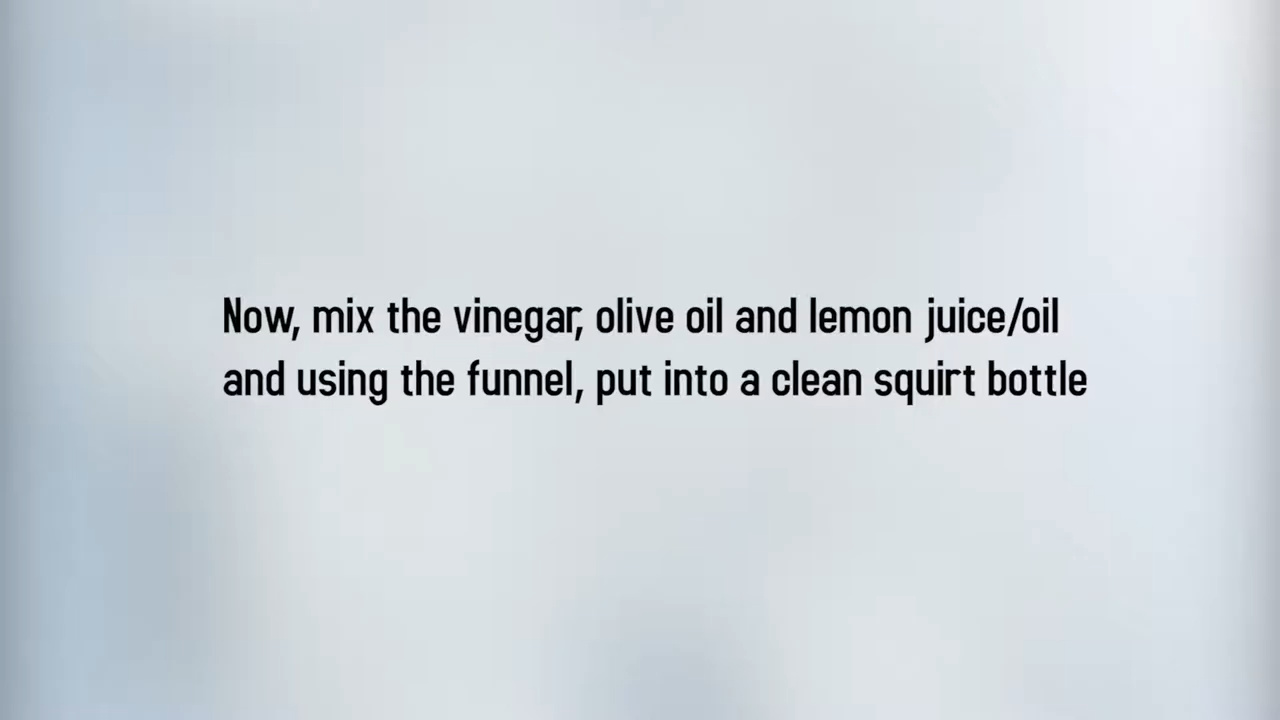 Now, mix the vinegar, olive oil and lemon juice/oil
and using the funnel, put into a clean squirt bottle